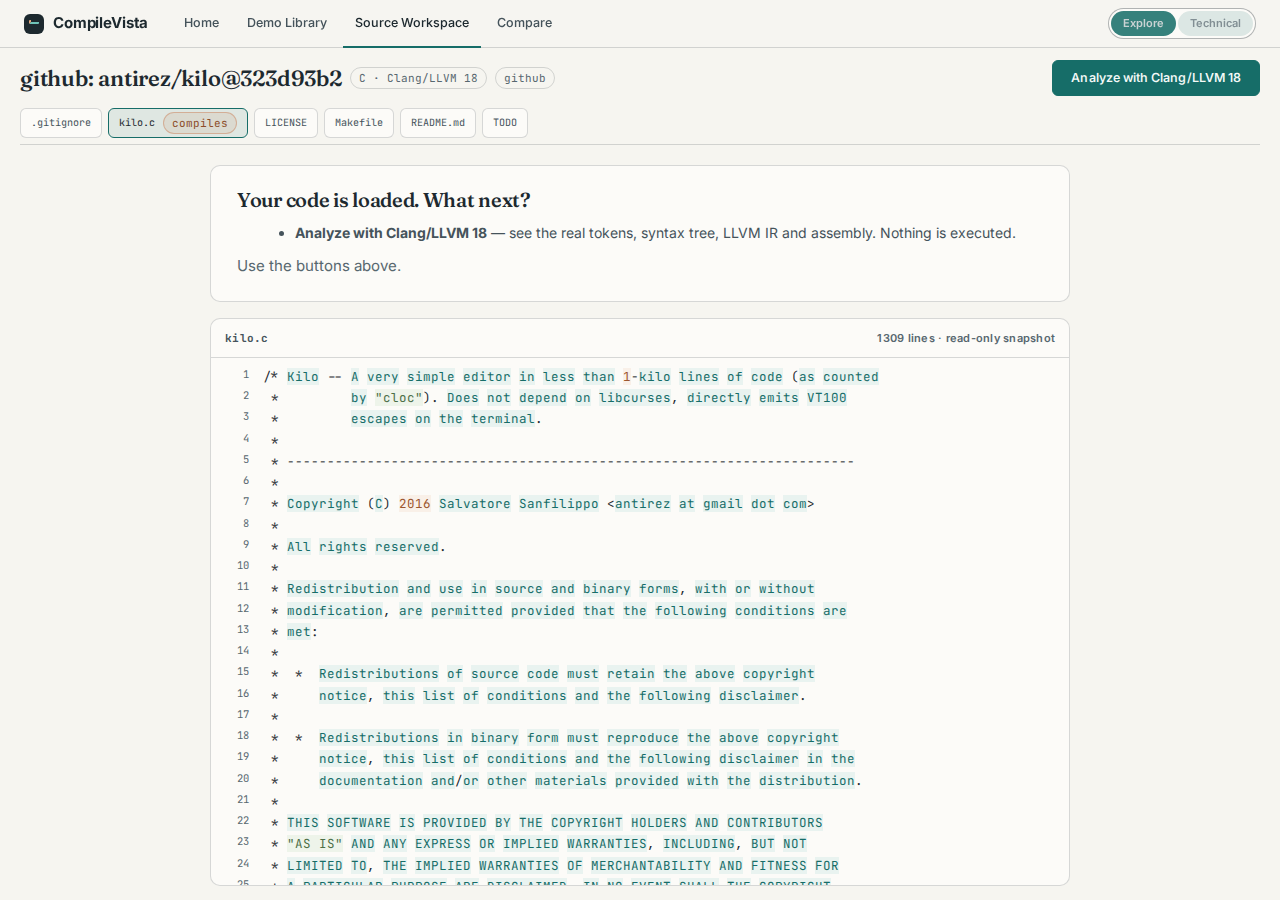 CompileVista Home Demo Library Source Workspace Compare Explore Technical
github: antirez/kilo@323d93b2 C · Clang/LLVM 18 github Analyze with Clang/LLVM 18
.gitignore kilo.c compiles LICENSE Makefile README.md TODO
Your code is loaded. What next?
• Analyze with Clang/LLVM 18 — see the real tokens, syntax tree, LLVM IR and assembly. Nothing is executed.
Use the buttons above.
kilo.c 1309 lines · read-only snapshot
1 /* Kilo -- A very simple editor in less than 1-kilo lines of code (as counted
2 * by "cloc"). Does not depend on libcurses, directly emits VT100
3 * escapes on the terminal.
4 *
5 * -----------------------------------------------------------------------
6 *
7 * Copyright (C) 2016 Salvatore Sanfilippo <antirez at gmail dot com>
8 *
9 * All rights reserved.
10 *
11 * Redistribution and use in source and binary forms, with or without
12 * modification, are permitted provided that the following conditions are
13 * met:
14 *
15 * * Redistributions of source code must retain the above copyright
16 * notice, this list of conditions and the following disclaimer.
17 *
18 * * Redistributions in binary form must reproduce the above copyright
19 * notice, this list of conditions and the following disclaimer in the
20 * documentation and/or other materials provided with the distribution.
21 *
22 * THIS SOFTWARE IS PROVIDED BY THE COPYRIGHT HOLDERS AND CONTRIBUTORS
23 * "AS IS" AND ANY EXPRESS OR IMPLIED WARRANTIES, INCLUDING, BUT NOT
24 * LIMITED TO, THE IMPLIED WARRANTIES OF MERCHANTABILITY AND FITNESS FOR
25 * A PARTICULAR PURPOSE ARE DISCLAIMED. IN NO EVENT SHALL THE COPYRIGHT